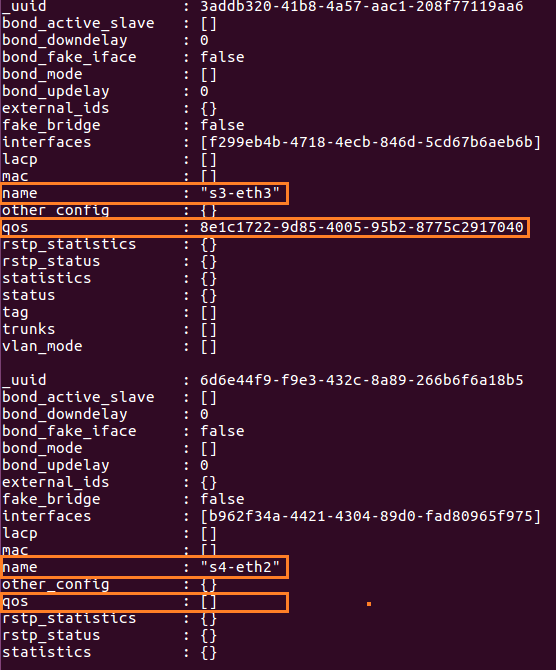 _uuid : 3addb320-41b8-4a57-aac1-208f77119aa6
bond_active_slave : []
bond_downdelay : 0
bond_fake_iface : false
bond_mode : []
bond_updelay : 0
external_ids : {}
fake_bridge : false
interfaces : [f299eb4b-4718-4ecb-846d-5cd67b6aeb6b]
lacp : []
mac : []
name : "s3-eth3"
other_config : {}
qos : 8e1c1722-9d85-4005-95b2-8775c2917040
rstp_statistics : {}
rstp_status : {}
statistics : {}
status : {}
tag : []
trunks : []
vlan_mode : []

_uuid : 6d6e44f9-f9e3-432c-8a89-266b6f6a18b5
bond_active_slave : []
bond_downdelay : 0
bond_fake_iface : false
bond_mode : []
bond_updelay : 0
external_ids : {}
fake_bridge : false
interfaces : [b962f34a-4421-4304-89d0-fad80965f975]
lacp : []
mac : []
name : "s4-eth2"
other_config : {}
qos : []
rstp_statistics : {}
rstp_status : {}
statistics : {}